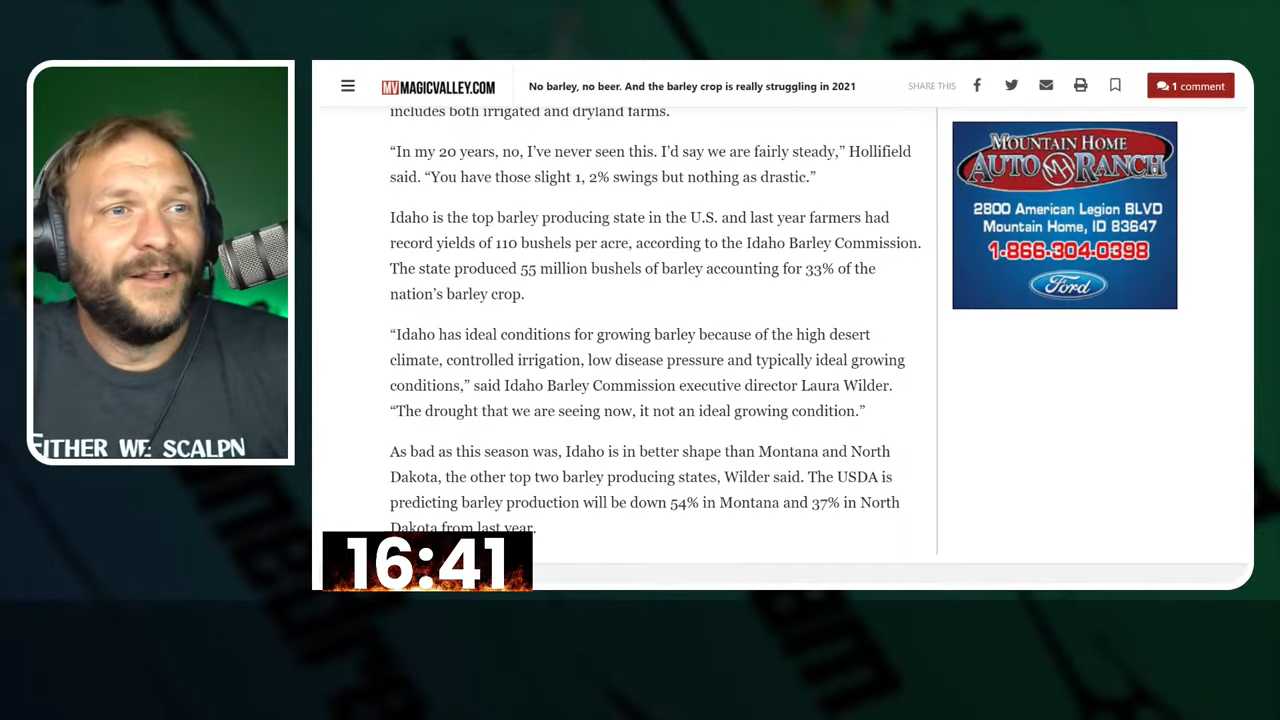 MV MAGICVALLEY.COM
No barley, no beer. And the barley crop is really struggling in 2021
SHARE THIS
1 comment
includes both irrigated and dryland farms.
“In my 20 years, no, I’ve never seen this. I’d say we are fairly steady,” Hollifield
said. “You have those slight 1, 2% swings but nothing as drastic.”
Idaho is the top barley producing state in the U.S. and last year farmers had
record yields of 110 bushels per acre, according to the Idaho Barley Commission.
The state produced 55 million bushels of barley accounting for 33% of the
nation’s barley crop.
“Idaho has ideal conditions for growing barley because of the high desert
climate, controlled irrigation, low disease pressure and typically ideal growing
conditions,” said Idaho Barley Commission executive director Laura Wilder.
“The drought that we are seeing now, it not an ideal growing condition.”
As bad as this season was, Idaho is in better shape than Montana and North
Dakota, the other top two barley producing states, Wilder said. The USDA is
predicting barley production will be down 54% in Montana and 37% in North
Dakota from last year.
MOUNTAIN HOME
AUTO MH RANCH
2800 American Legion BLVD
Mountain Home, ID 83647
1-866-304-0398
Ford
EITHER WE SCALPN
16:41